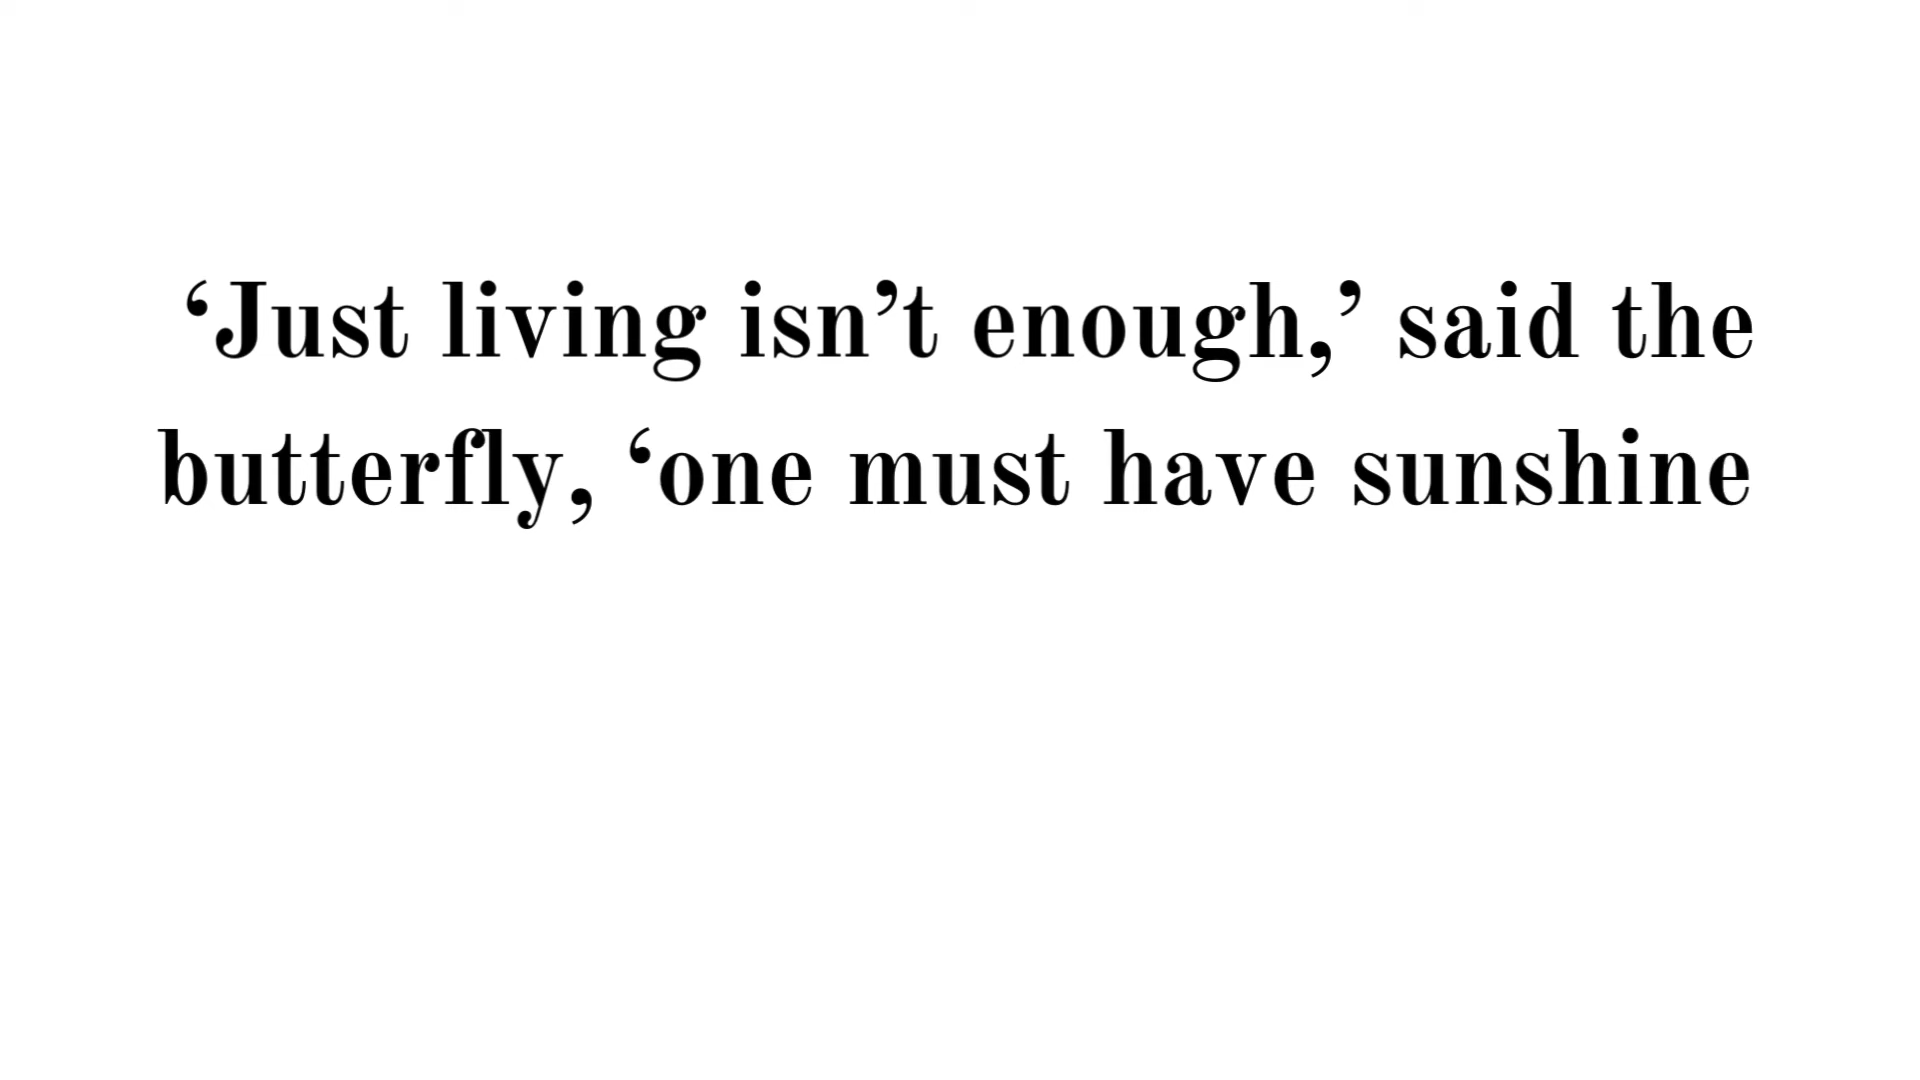 ‘Just living isn’t enough,’ said the
butterfly, ‘one must have sunshine